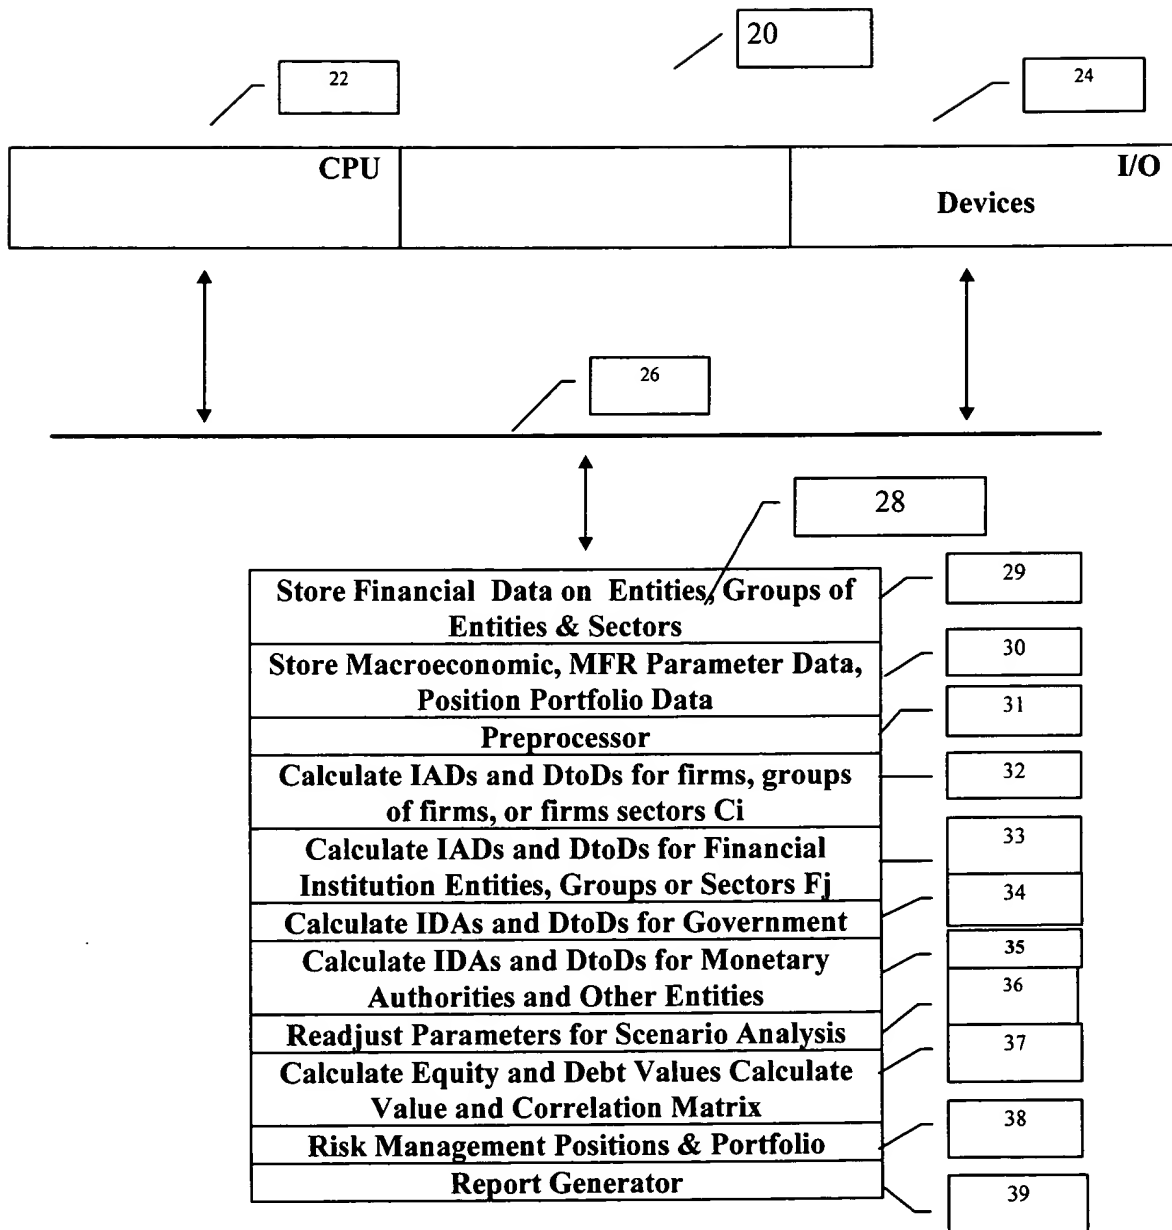 20
22
24
CPU
I/O
Devices
26
28
Store Financial Data on Entities, Groups of
Entities & Sectors
29
Store Macroeconomic, MFR Parameter Data,
Position Portfolio Data
30
Preprocessor
31
Calculate IADs and DtoDs for firms, groups
of firms, or firms sectors Ci
32
Calculate IADs and DtoDs for Financial
Institution Entities, Groups or Sectors Fj
33
Calculate IDAs and DtoDs for Government
34
Calculate IDAs and DtoDs for Monetary
Authorities and Other Entities
35
Readjust Parameters for Scenario Analysis
36
Calculate Equity and Debt Values Calculate
Value and Correlation Matrix
37
Risk Management Positions & Portfolio
38
Report Generator
39